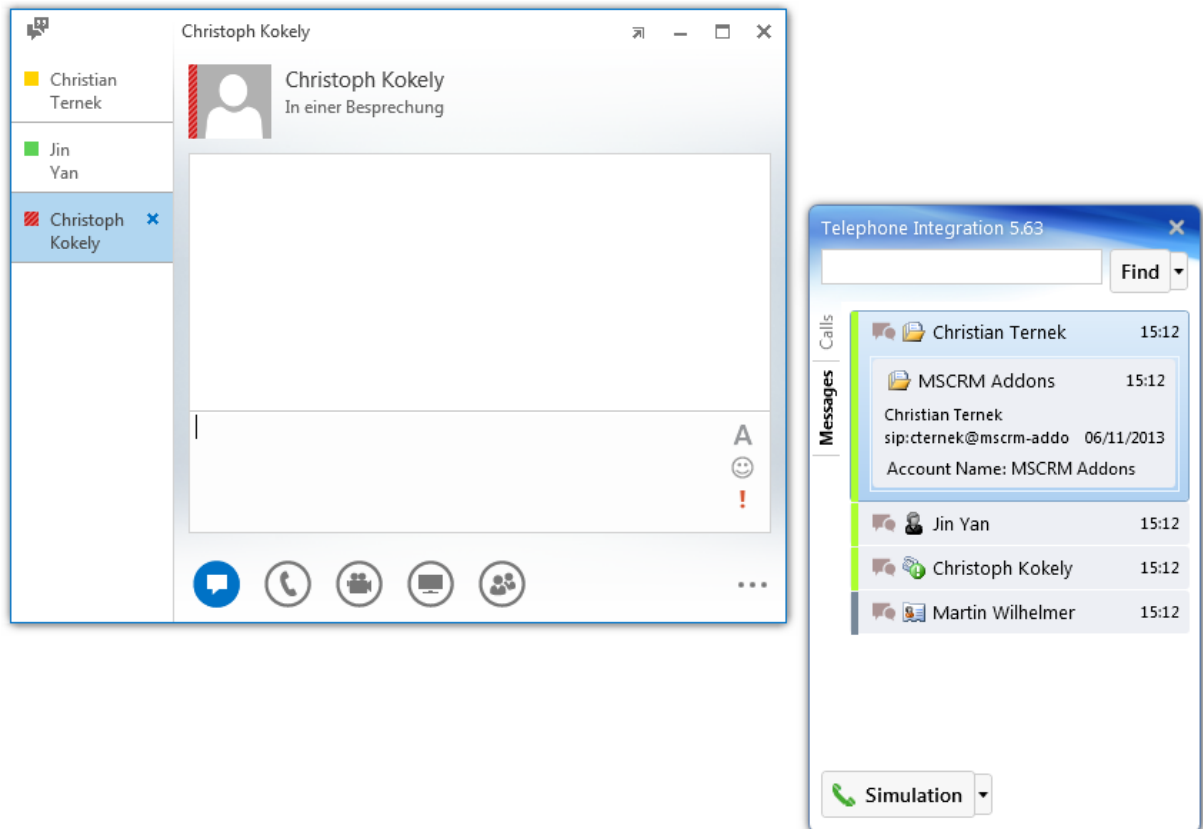 Christoph Kokely
Christian
Ternek
Jin
Yan
Christoph
Kokely
Christoph Kokely
In einer Besprechung
A
!
Telephone Integration 5.63
Find
Calls
Messages
Christian Ternek 15:12
MSCRM Addons 15:12
Christian Ternek
sip:cternek@mscrm-addo 06/11/2013
Account Name: MSCRM Addons
Jin Yan 15:12
Christoph Kokely 15:12
Martin Wilhelmer 15:12
Simulation